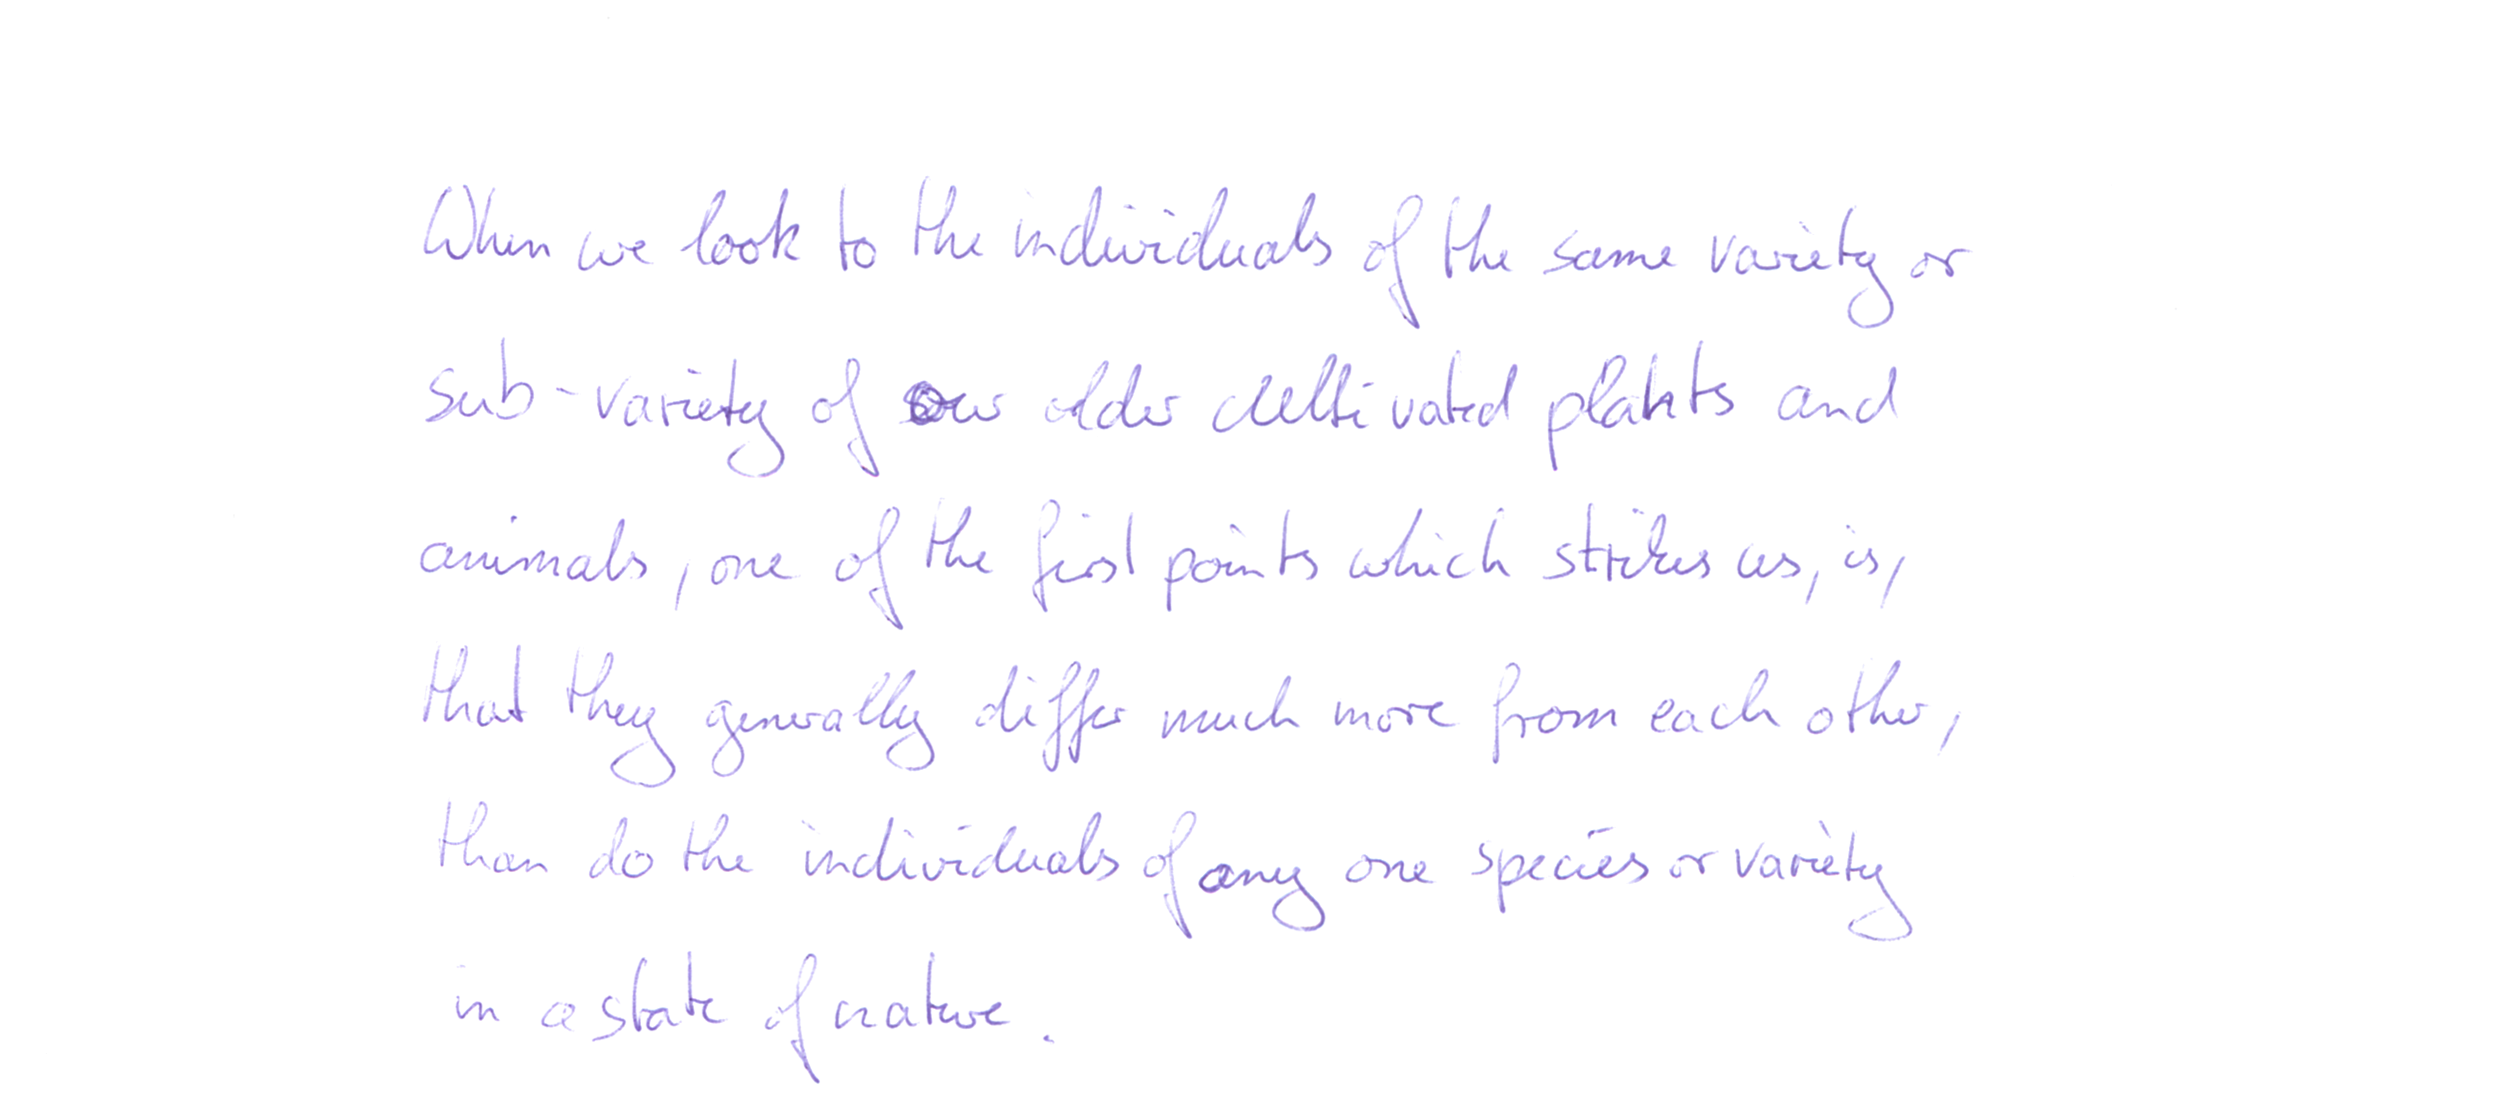 When we look to the individuals of the same variety or
sub-variety of our older cultivated plants and
animals, one of the first points which strikes us, is,
that they generally differ much more from each other,
than do the individuals of any one species or variety
in a state of nature.